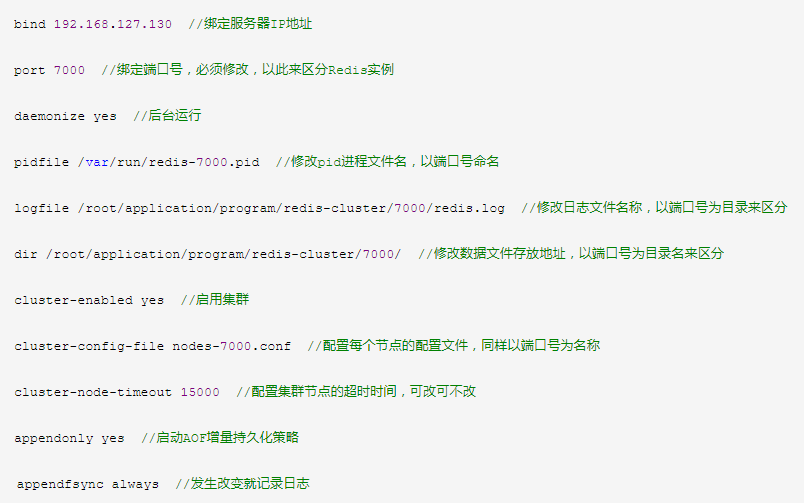 bind 192.168.127.130  //绑定服务器IP地址
port 7000  //绑定端口号，必须修改，以此来区分Redis实例
daemonize yes  //后台运行
pidfile /var/run/redis-7000.pid  //修改pid进程文件名，以端口号命名
logfile /root/application/program/redis-cluster/7000/redis.log  //修改日志文件名称，以端口号为目录来区分
dir /root/application/program/redis-cluster/7000/  //修改数据文件存放地址，以端口号为目录名来区分
cluster-enabled yes  //启用集群
cluster-config-file nodes-7000.conf  //配置每个节点的配置文件，同样以端口号为名称
cluster-node-timeout 15000  //配置集群节点的超时时间，可改可不改
appendonly yes  //启动AOF增量持久化策略
appendfsync always  //发生改变就记录日志